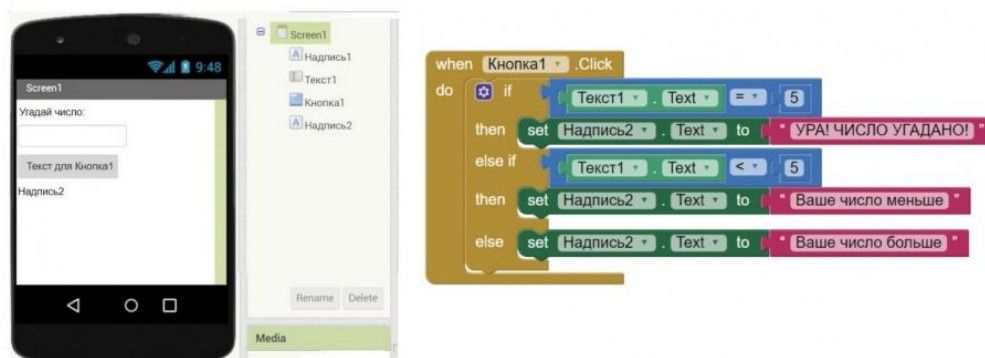 9:48
Screen1
Угадай число:
Текст для Кнопка1
Надпись2
Screen1
Надпись1
Текст1
Кнопка1
Надпись2
Rename Delete
Media
when Кнопка1 .Click
do if Текст1 . Text = 5
then set Надпись2 . Text to " УРА! ЧИСЛО УГАДАНО! "
else if Текст1 . Text < 5
then set Надпись2 . Text to " Ваше число меньше "
else set Надпись2 . Text to " Ваше число больше "